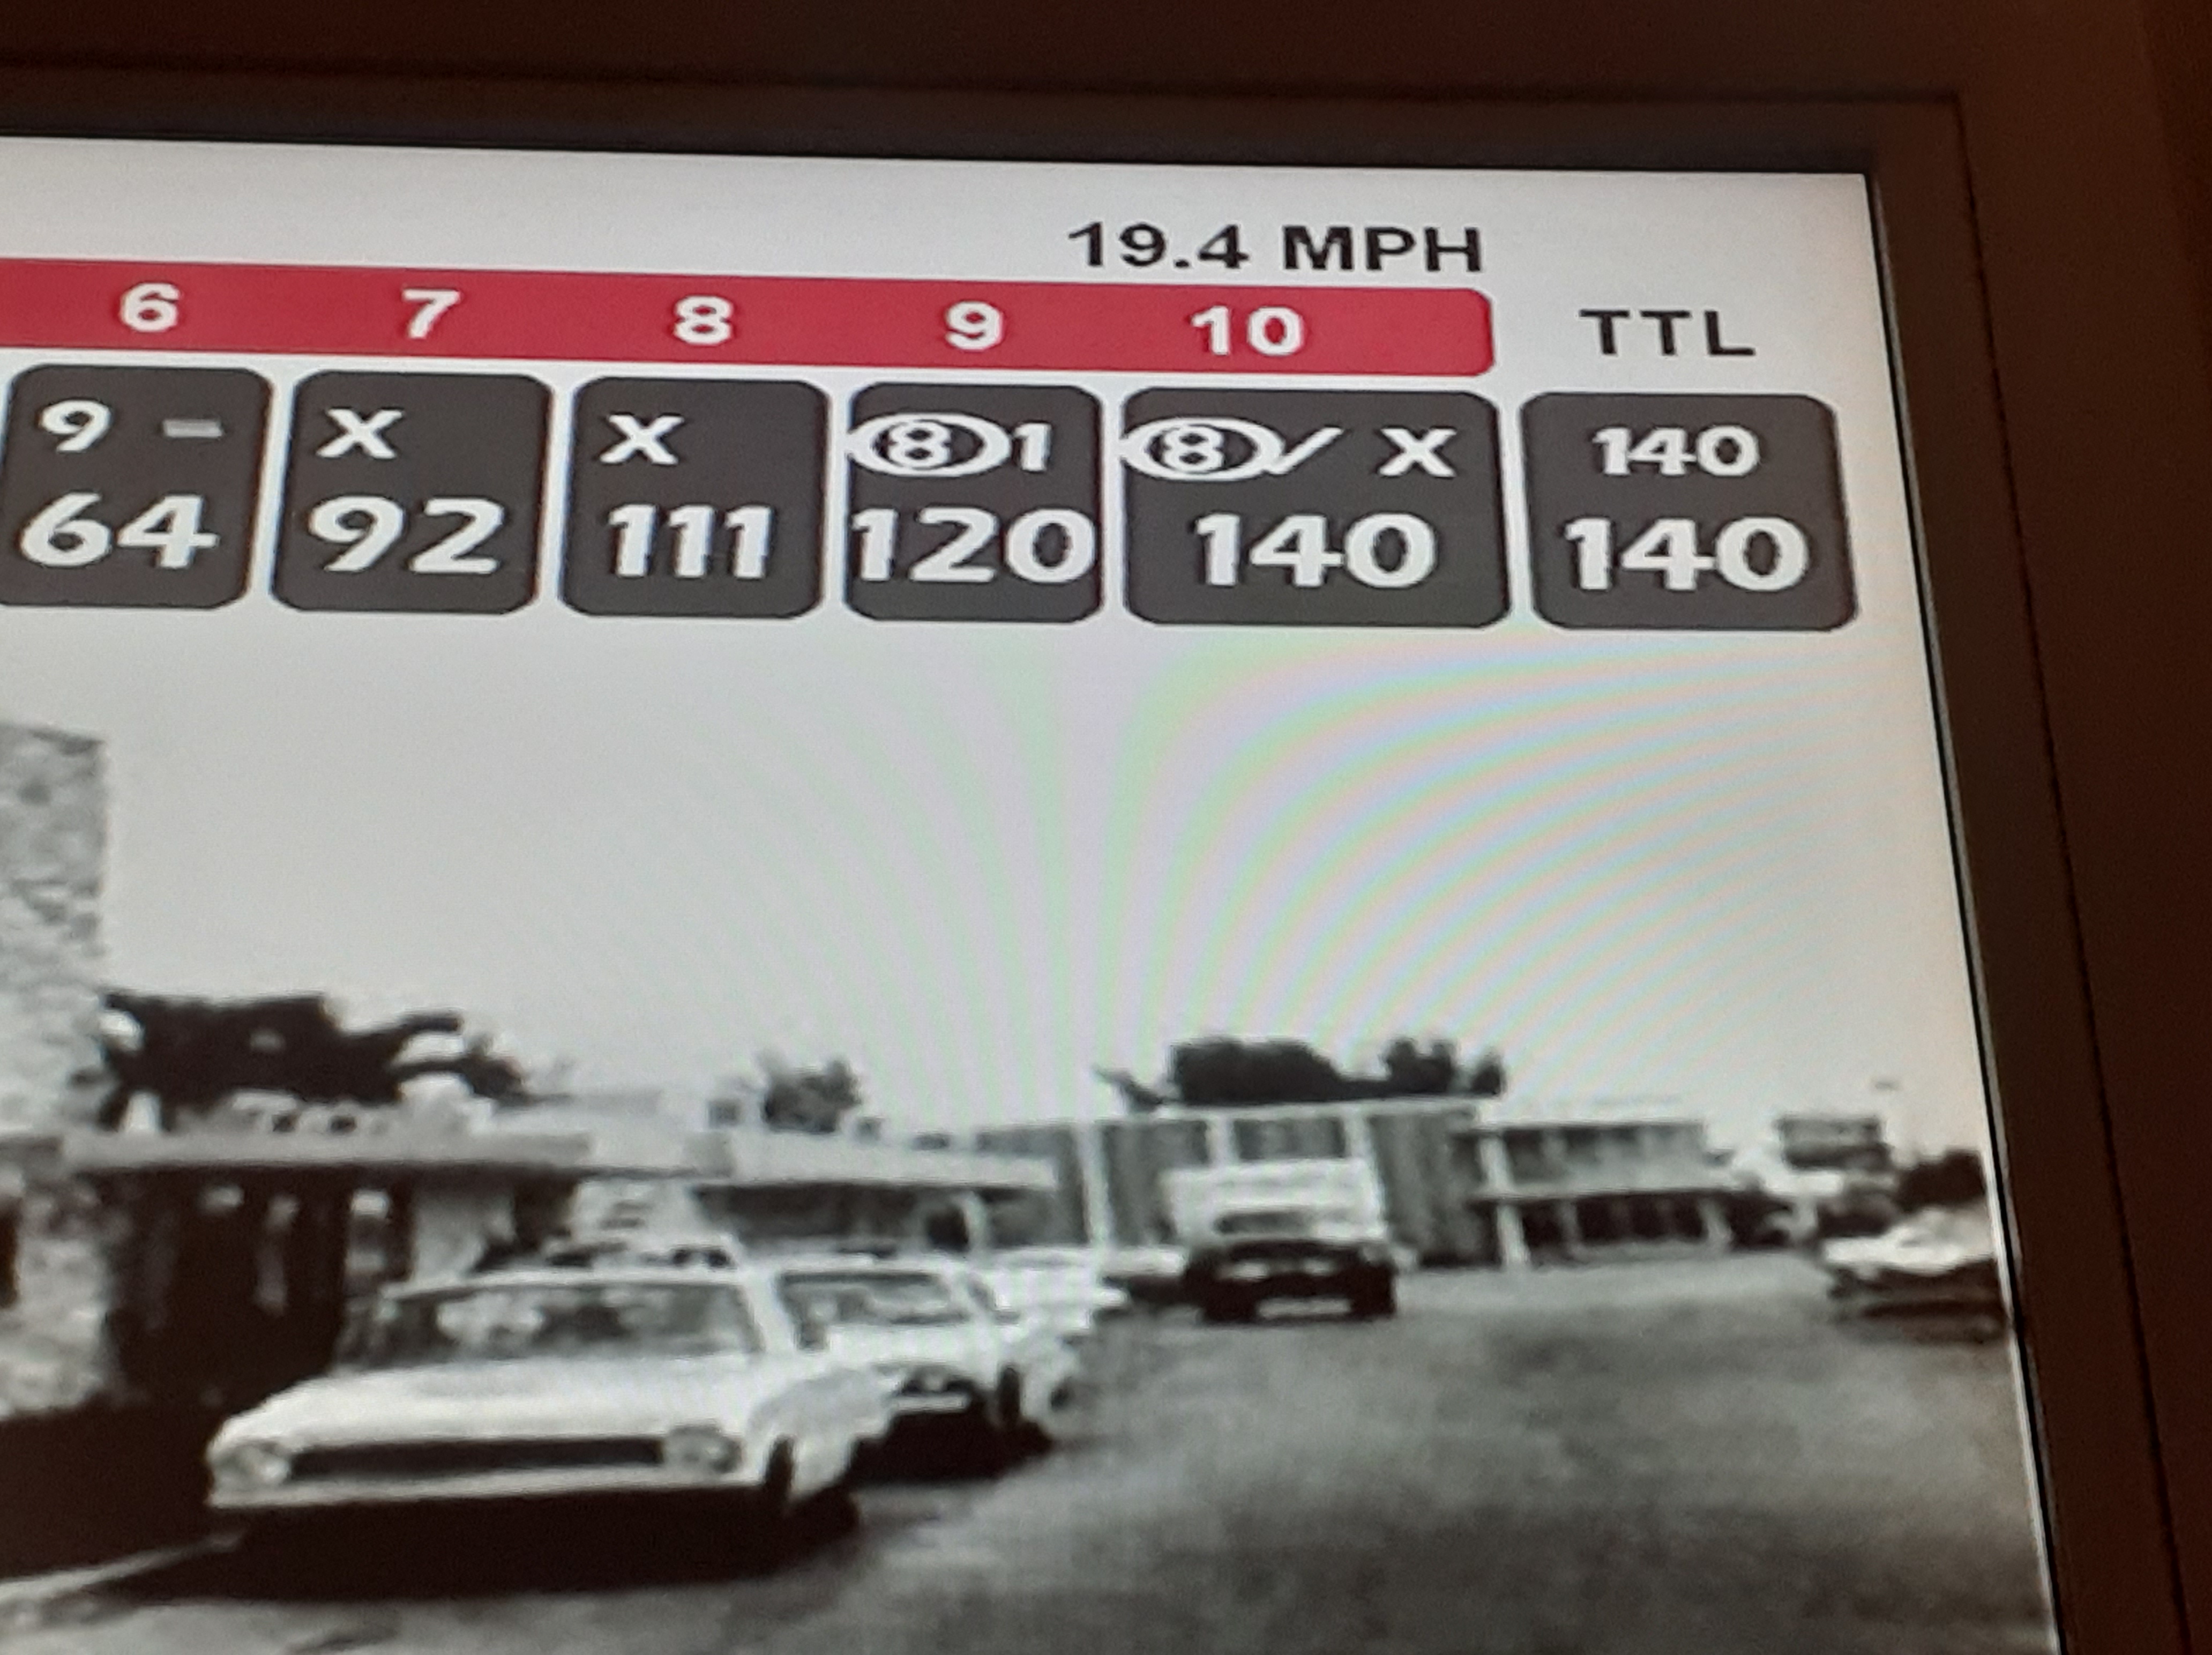 19.4 MPH
6 7 8 9 10 TTL
9 - X X 8 1 8 / X 140
64 92 111 120 140 140